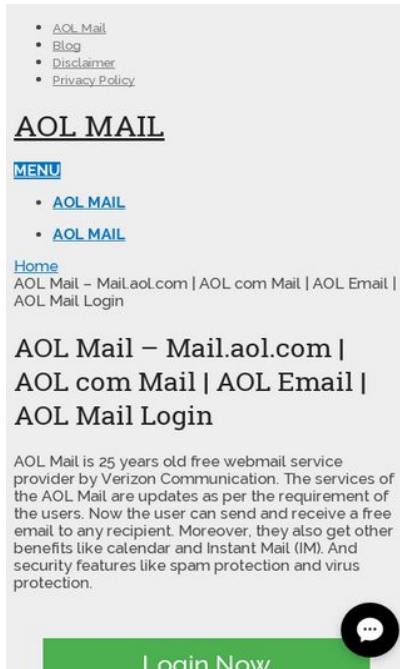 AOL Mail
Blog
Disclaimer
Privacy Policy
AOL MAIL
MENU
AOL MAIL
AOL MAIL
Home
AOL Mail – Mail.aol.com | AOL com Mail | AOL Email |
AOL Mail Login
AOL Mail – Mail.aol.com |
AOL com Mail | AOL Email |
AOL Mail Login
AOL Mail is 25 years old free webmail service
provider by Verizon Communication. The services of
the AOL Mail are updates as per the requirement of
the users. Now the user can send and receive a free
email to any recipient. Moreover, they also get other
benefits like calendar and Instant Mail (IM). And
security features like spam protection and virus
protection.
Login Now